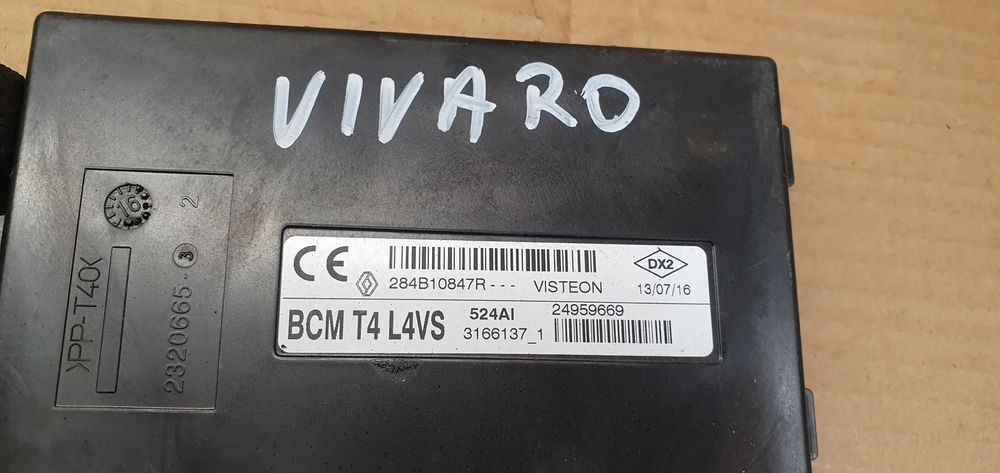 VIVARO
16
2
>PP-T40<
2320665-3
CE
284B10847R--- VISTEON
DX2
13/07/16
BCM T4 L4VS
524AI
3166137_1
24959669